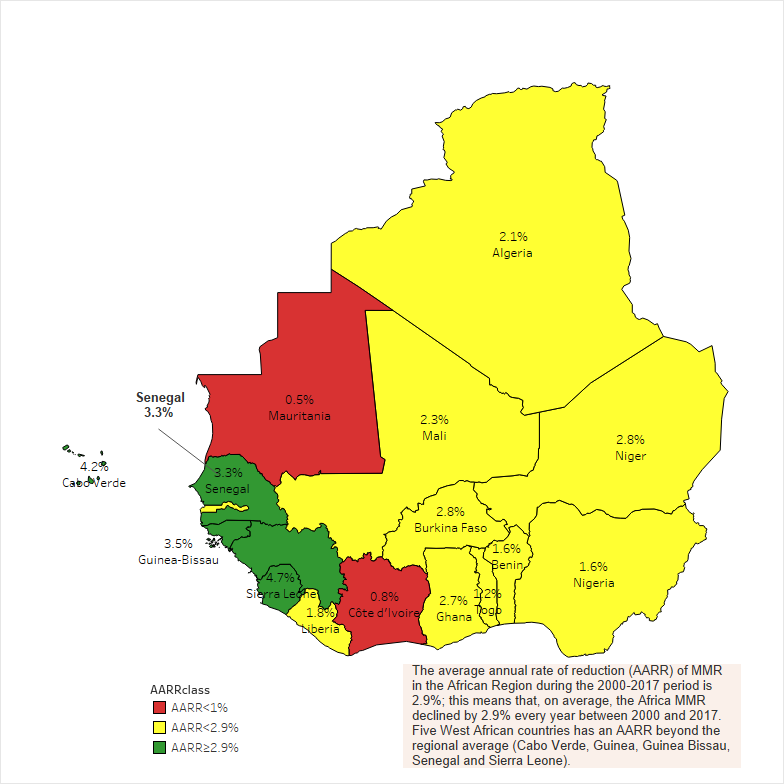 2.1%
Algeria
Senegal
3.3%
0.5%
Mauritania
2.3%
Mali
2.8%
Niger
4.2%
Cabo Verde
3.3%
Senegal
2.8%
Burkina Faso
3.5%
Guinea-Bissau
1.6%
Benin
1.6%
Nigeria
4.7%
Sierra Leone
1.8%
Liberia
0.8%
Côte d'Ivoire
2.7%
Ghana
1.2%
Togo
AARRclass
AARR<1%
AARR<2.9%
AARR≥2.9%
The average annual rate of reduction (AARR) of MMR
in the African Region during the 2000-2017 period is
2.9%; this means that, on average, the Africa MMR
declined by 2.9% every year between 2000 and 2017.
Five West African countries has an AARR beyond the
regional average (Cabo Verde, Guinea, Guinea Bissau,
Senegal and Sierra Leone).